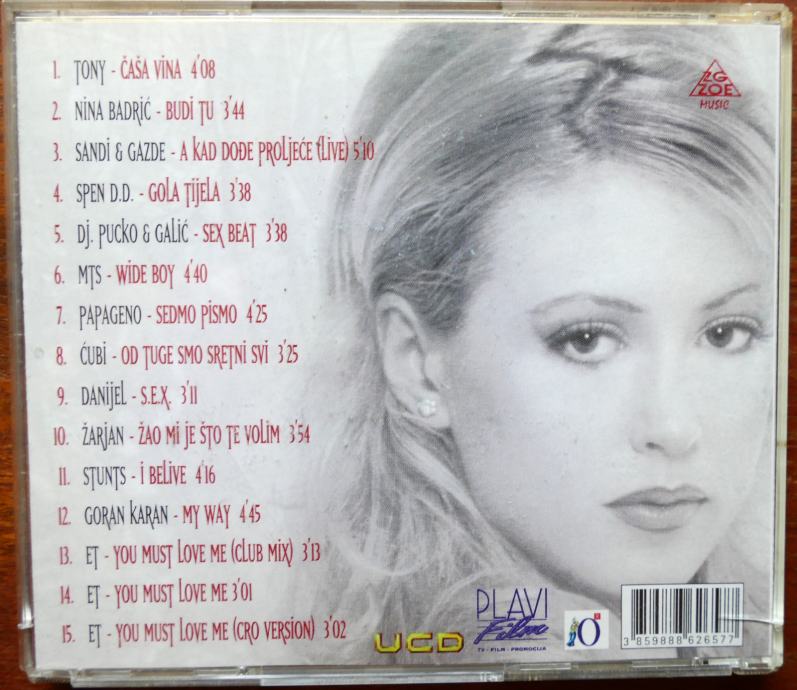 1. TONY - ČAŠA VINA 4'08
2. NINA BADRIĆ - BUDI TU 3'44
3. SANDI & GAZDE - A KAD DOĐE PROLJEĆE (LIVE) 5'10
4. SPEN D.D. - GOLA TIJELA 3'38
5. DJ. PUCKO & GALIĆ - SEX BEAT 3'38
6. MTS - WIDE BOY 4'40
7. PAPAGENO - SEDMO PISMO 4'25
8. ĆUBI - OD TUGE SMO SRETNI SVI 3'25
9. DANIJEL - S.E.X. 3'11
10. ŽARJAN - ŽAO MI JE ŠTO TE VOLIM 3'54
11. STUNTS - I BELIVE 4'16
12. GORAN KARAN - MY WAY 4'45
13. ET - YOU MUST LOVE ME (CLUB MIX) 3'13
14. ET - YOU MUST LOVE ME 3'01
15. ET - YOU MUST LOVE ME (CRO VERSION) 3'02
ZG
ZOE
MUSIC
UCD
PLAVI
Film
TV - FILM - PROMOCIJA
O
3 859888 626577